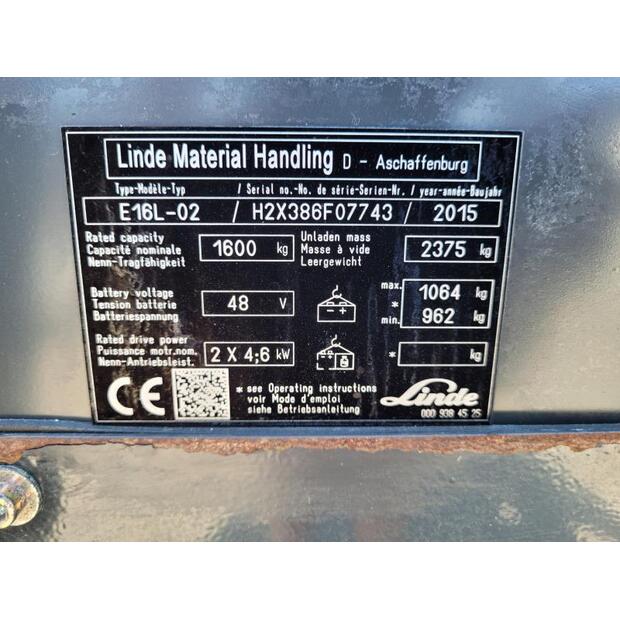 Linde Material Handling D - Aschaffenburg
Type-Modèle-Typ / Serial no.-No. de série-Serien-Nr. / year-année-Baujahr
E16L-02 / H2X386F07743 / 2015
Rated capacity
Capacité nominale
Nenn-Tragfähigkeit
1600 kg
Unladen mass
Masse à vide
Leergewicht
2375 kg
Battery voltage
Tension batterie
Batteriespannung
48 V
- +
max. 1064 kg
*
min. 962 kg
Rated drive power
Puissance motr.nom.
Nenn-Antriebsleist.
2 X 4,6 kW
* kg
CE
* see Operating instructions
voir Mode d'emploi
siehe Betriebsanleitung
Linde
000 938 45 25